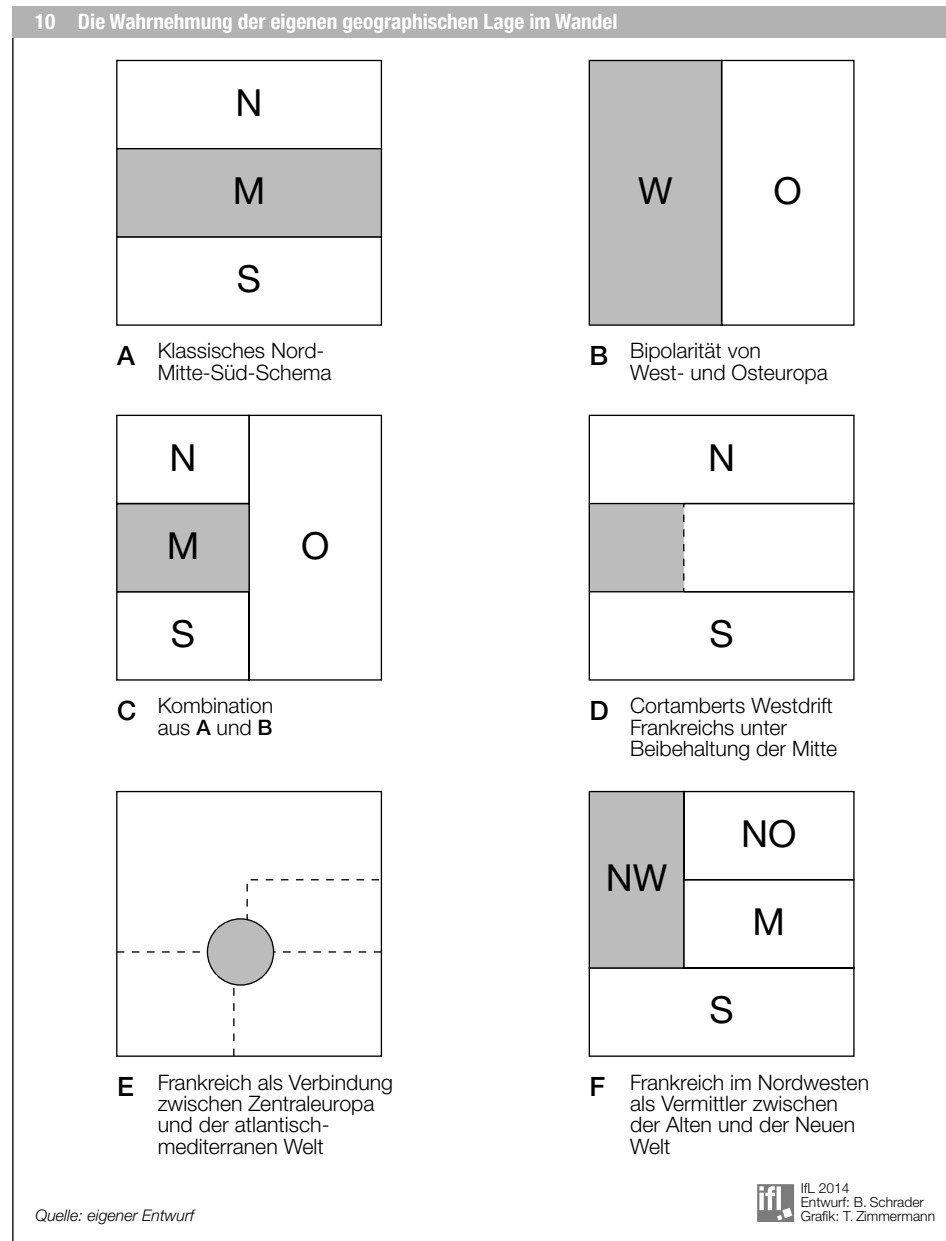 10 Die Wahrnehmung der eigenen geographischen Lage im Wandel
N
M
S
A Klassisches Nord-
Mitte-Süd-Schema
W O
B Bipolarität von
West- und Osteuropa
N
M
S
O
C Kombination
aus A und B
N
S
D Cortamberts Westdrift
Frankreichs unter
Beibehaltung der Mitte
E Frankreich als Verbindung
zwischen Zentraleuropa
und der atlantisch-
mediterranen Welt
NW
NO
M
S
F Frankreich im Nordwesten
als Vermittler zwischen
der Alten und der Neuen
Welt
Quelle: eigener Entwurf
ifl
IfL 2014
Entwurf: B. Schrader
Grafik: T. Zimmermann